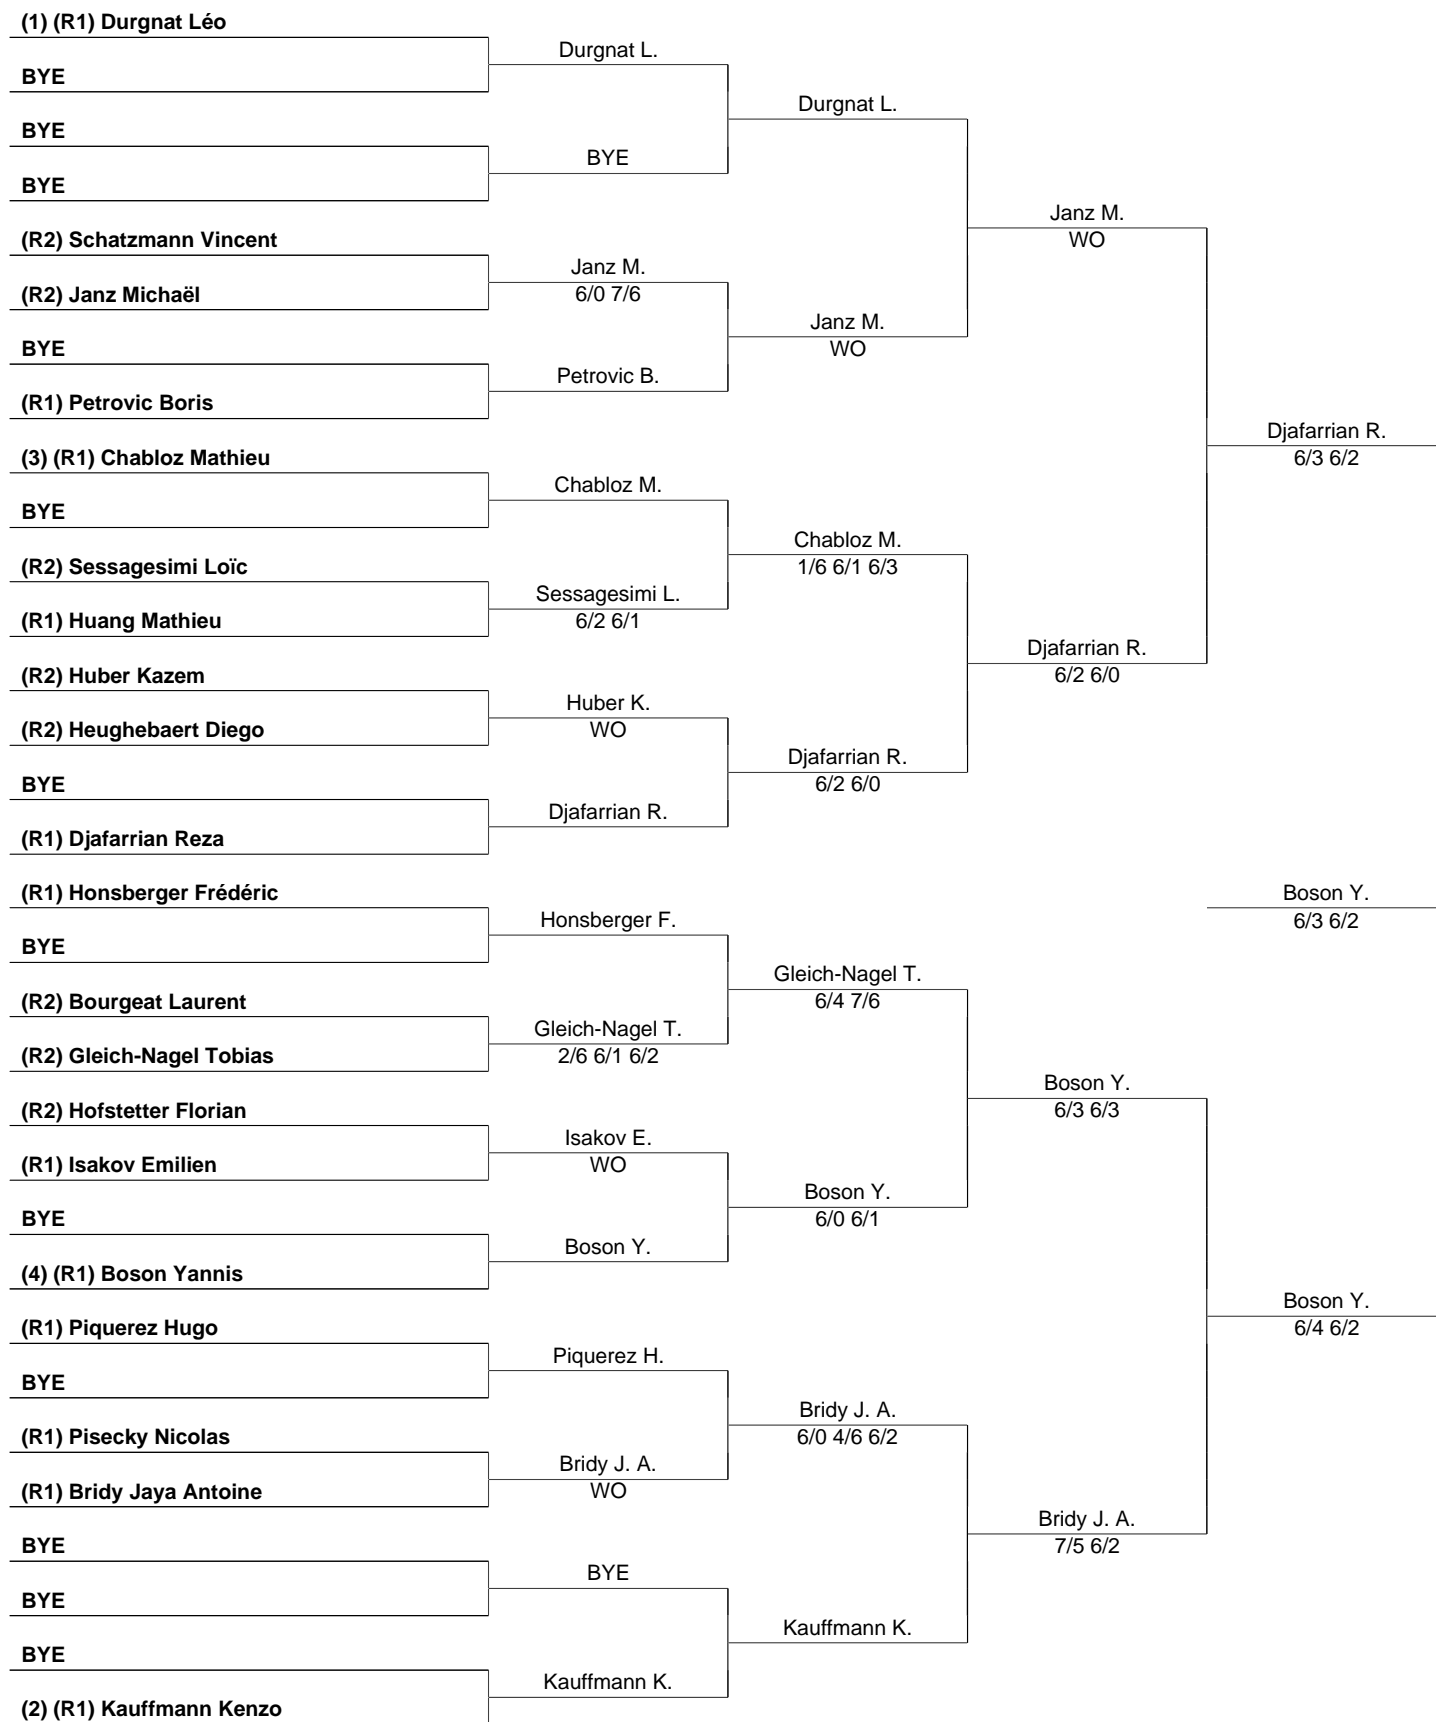 (1) (R1) Durgnat Léo
Durgnat L.
BYE
Durgnat L.
BYE
BYE
BYE
Janz M.
WO
(R2) Schatzmann Vincent
Janz M.
6/0 7/6
(R2) Janz Michaël
Janz M.
WO
BYE
Petrovic B.
(R1) Petrovic Boris
Djafarrian R.
6/3 6/2
(3) (R1) Chabloz Mathieu
Chabloz M.
BYE
Chabloz M.
1/6 6/1 6/3
(R2) Sessagesimi Loïc
Sessagesimi L.
6/2 6/1
(R1) Huang Mathieu
Djafarrian R.
6/2 6/0
(R2) Huber Kazem
Huber K.
WO
(R2) Heughebaert Diego
Djafarrian R.
6/2 6/0
BYE
Djafarrian R.
(R1) Djafarrian Reza
(R1) Honsberger Frédéric
Boson Y.
6/3 6/2
Honsberger F.
BYE
Gleich-Nagel T.
6/4 7/6
(R2) Bourgeat Laurent
Gleich-Nagel T.
2/6 6/1 6/2
(R2) Gleich-Nagel Tobias
Boson Y.
6/3 6/3
(R2) Hofstetter Florian
Isakov E.
WO
(R1) Isakov Emilien
Boson Y.
6/0 6/1
BYE
Boson Y.
(4) (R1) Boson Yannis
Boson Y.
6/4 6/2
(R1) Piquerez Hugo
Piquerez H.
BYE
Bridy J. A.
6/0 4/6 6/2
(R1) Pisecky Nicolas
Bridy J. A.
WO
(R1) Bridy Jaya Antoine
Bridy J. A.
7/5 6/2
BYE
BYE
BYE
Kauffmann K.
BYE
Kauffmann K.
(2) (R1) Kauffmann Kenzo